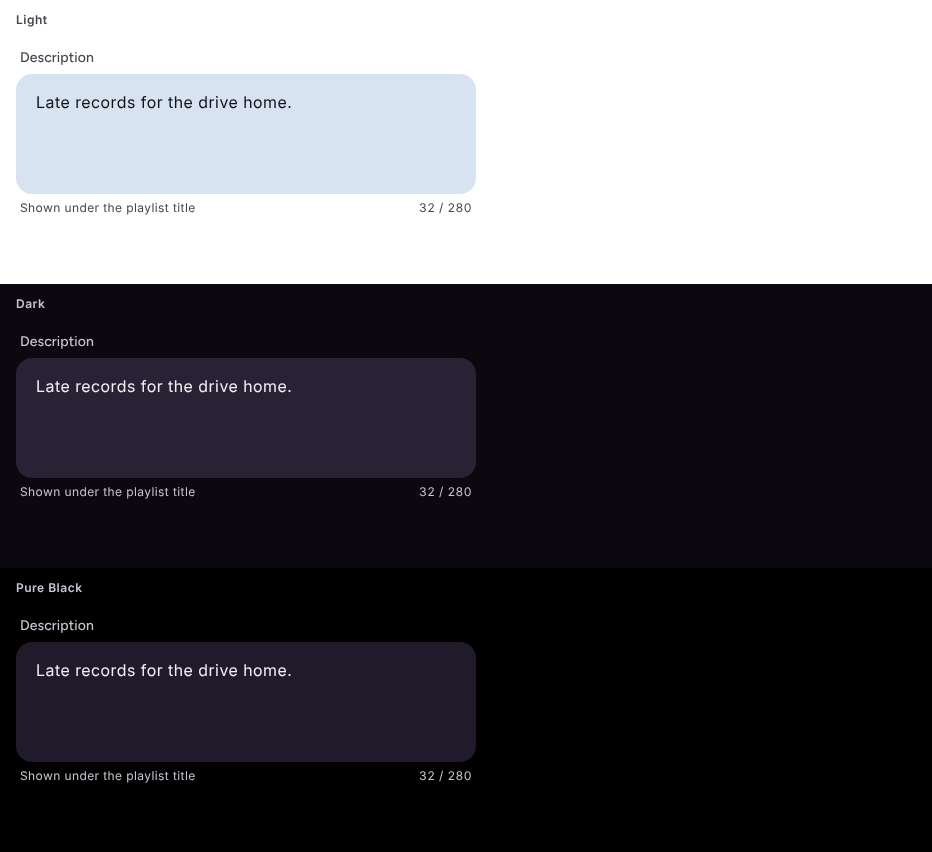 Light
Description
Late records for the drive home.
Shown under the playlist title 32 / 280
Dark
Description
Late records for the drive home.
Shown under the playlist title 32 / 280
Pure Black
Description
Late records for the drive home.
Shown under the playlist title 32 / 280